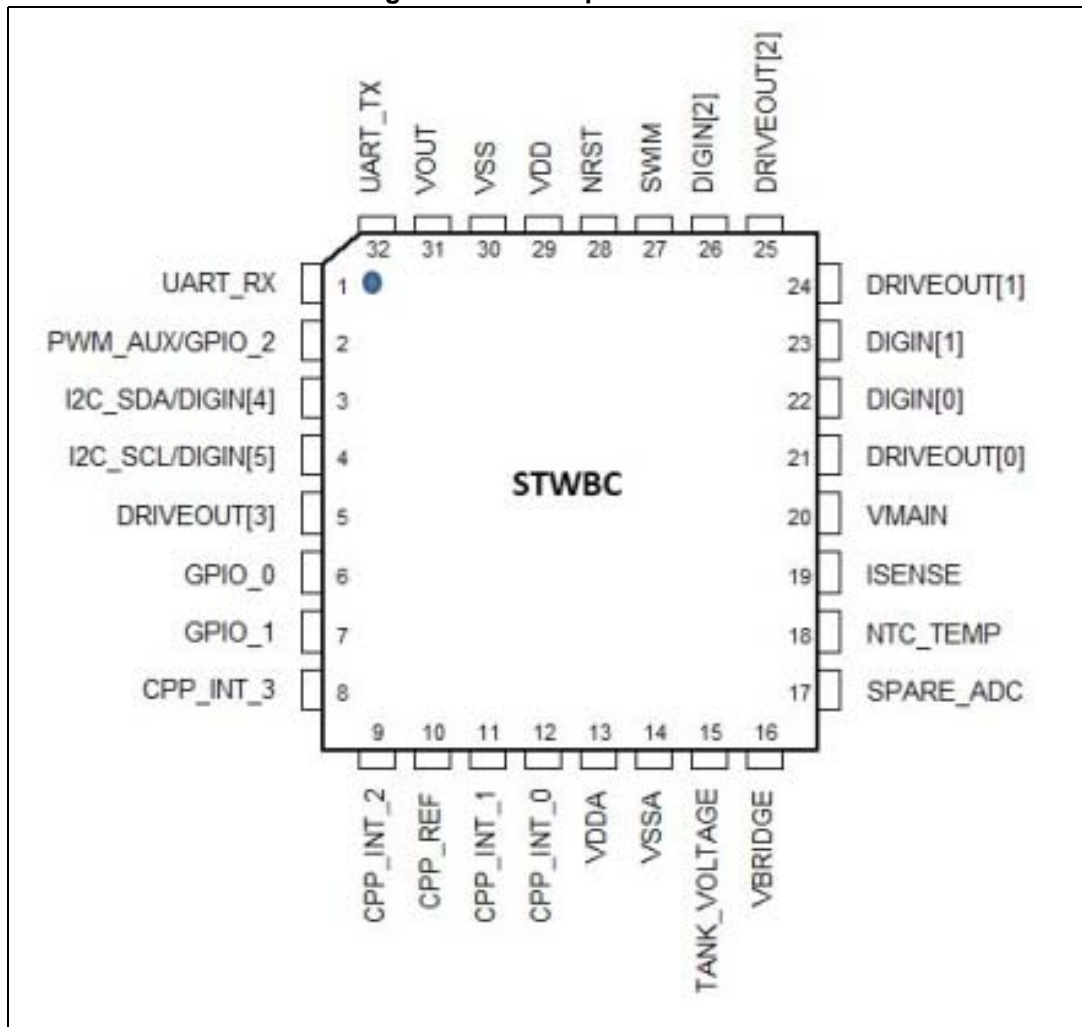 UART_TX
VOUT
VSS
VDD
NRST
SWIM
DIGIN[2]
DRIVEOUT[2]
32 31 30 29 28 27 26 25
UART_RX 1 24 DRIVEOUT[1]
PWM_AUX/GPIO_2 2 23 DIGIN[1]
I2C_SDA/DIGIN[4] 3 22 DIGIN[0]
I2C_SCL/DIGIN[5] 4 21 DRIVEOUT[0]
STWBC
DRIVEOUT[3] 5 20 VMAIN
GPIO_0 6 19 ISENSE
GPIO_1 7 18 NTC_TEMP
CPP_INT_3 8 17 SPARE_ADC
9 10 11 12 13 14 15 16
CPP_INT_2
CPP_REF
CPP_INT_1
CPP_INT_0
VDDA
VSSA
TANK_VOLTAGE
VBRIDGE